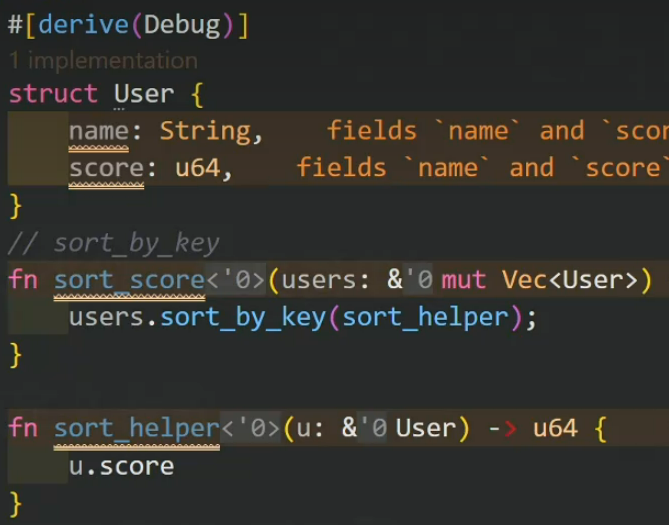 #[derive(Debug)]
1 implementation
struct User {
    name: String,    fields `name` and `scor
    score: u64,    fields `name` and `score`
}
// sort_by_key
fn sort_score<'0>(users: &'0 mut Vec<User>)
    users.sort_by_key(sort_helper);
}
fn sort_helper<'0>(u: &'0 User) -> u64 {
    u.score
}